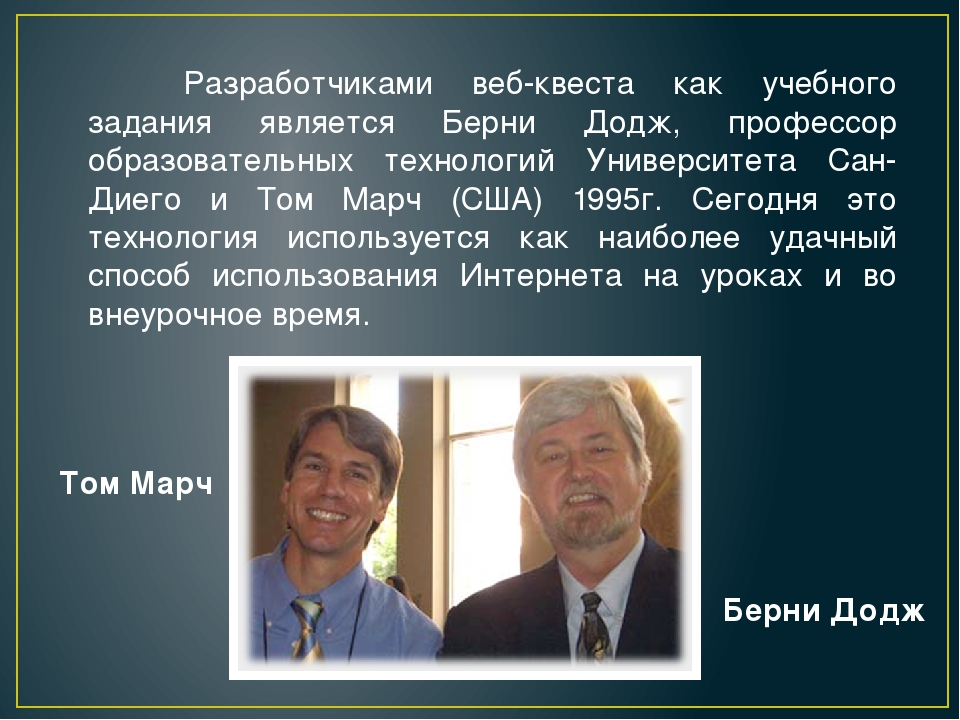 Разработчиками веб-квеста как учебного
задания является Берни Додж, профессор
образовательных технологий Университета Сан-
Диего и Том Марч (США) 1995г. Сегодня это
технология используется как наиболее удачный
способ использования Интернета на уроках и во
внеурочное время.
Том Марч
Берни Додж